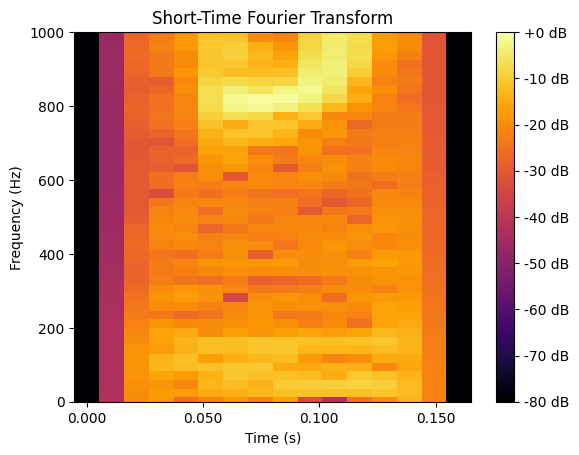 Short-Time Fourier Transform
1000
800
600
400
200
0
Frequency (Hz)
0.000
0.050
0.100
0.150
Time (s)
+0 dB
-10 dB
-20 dB
-30 dB
-40 dB
-50 dB
-60 dB
-70 dB
-80 dB